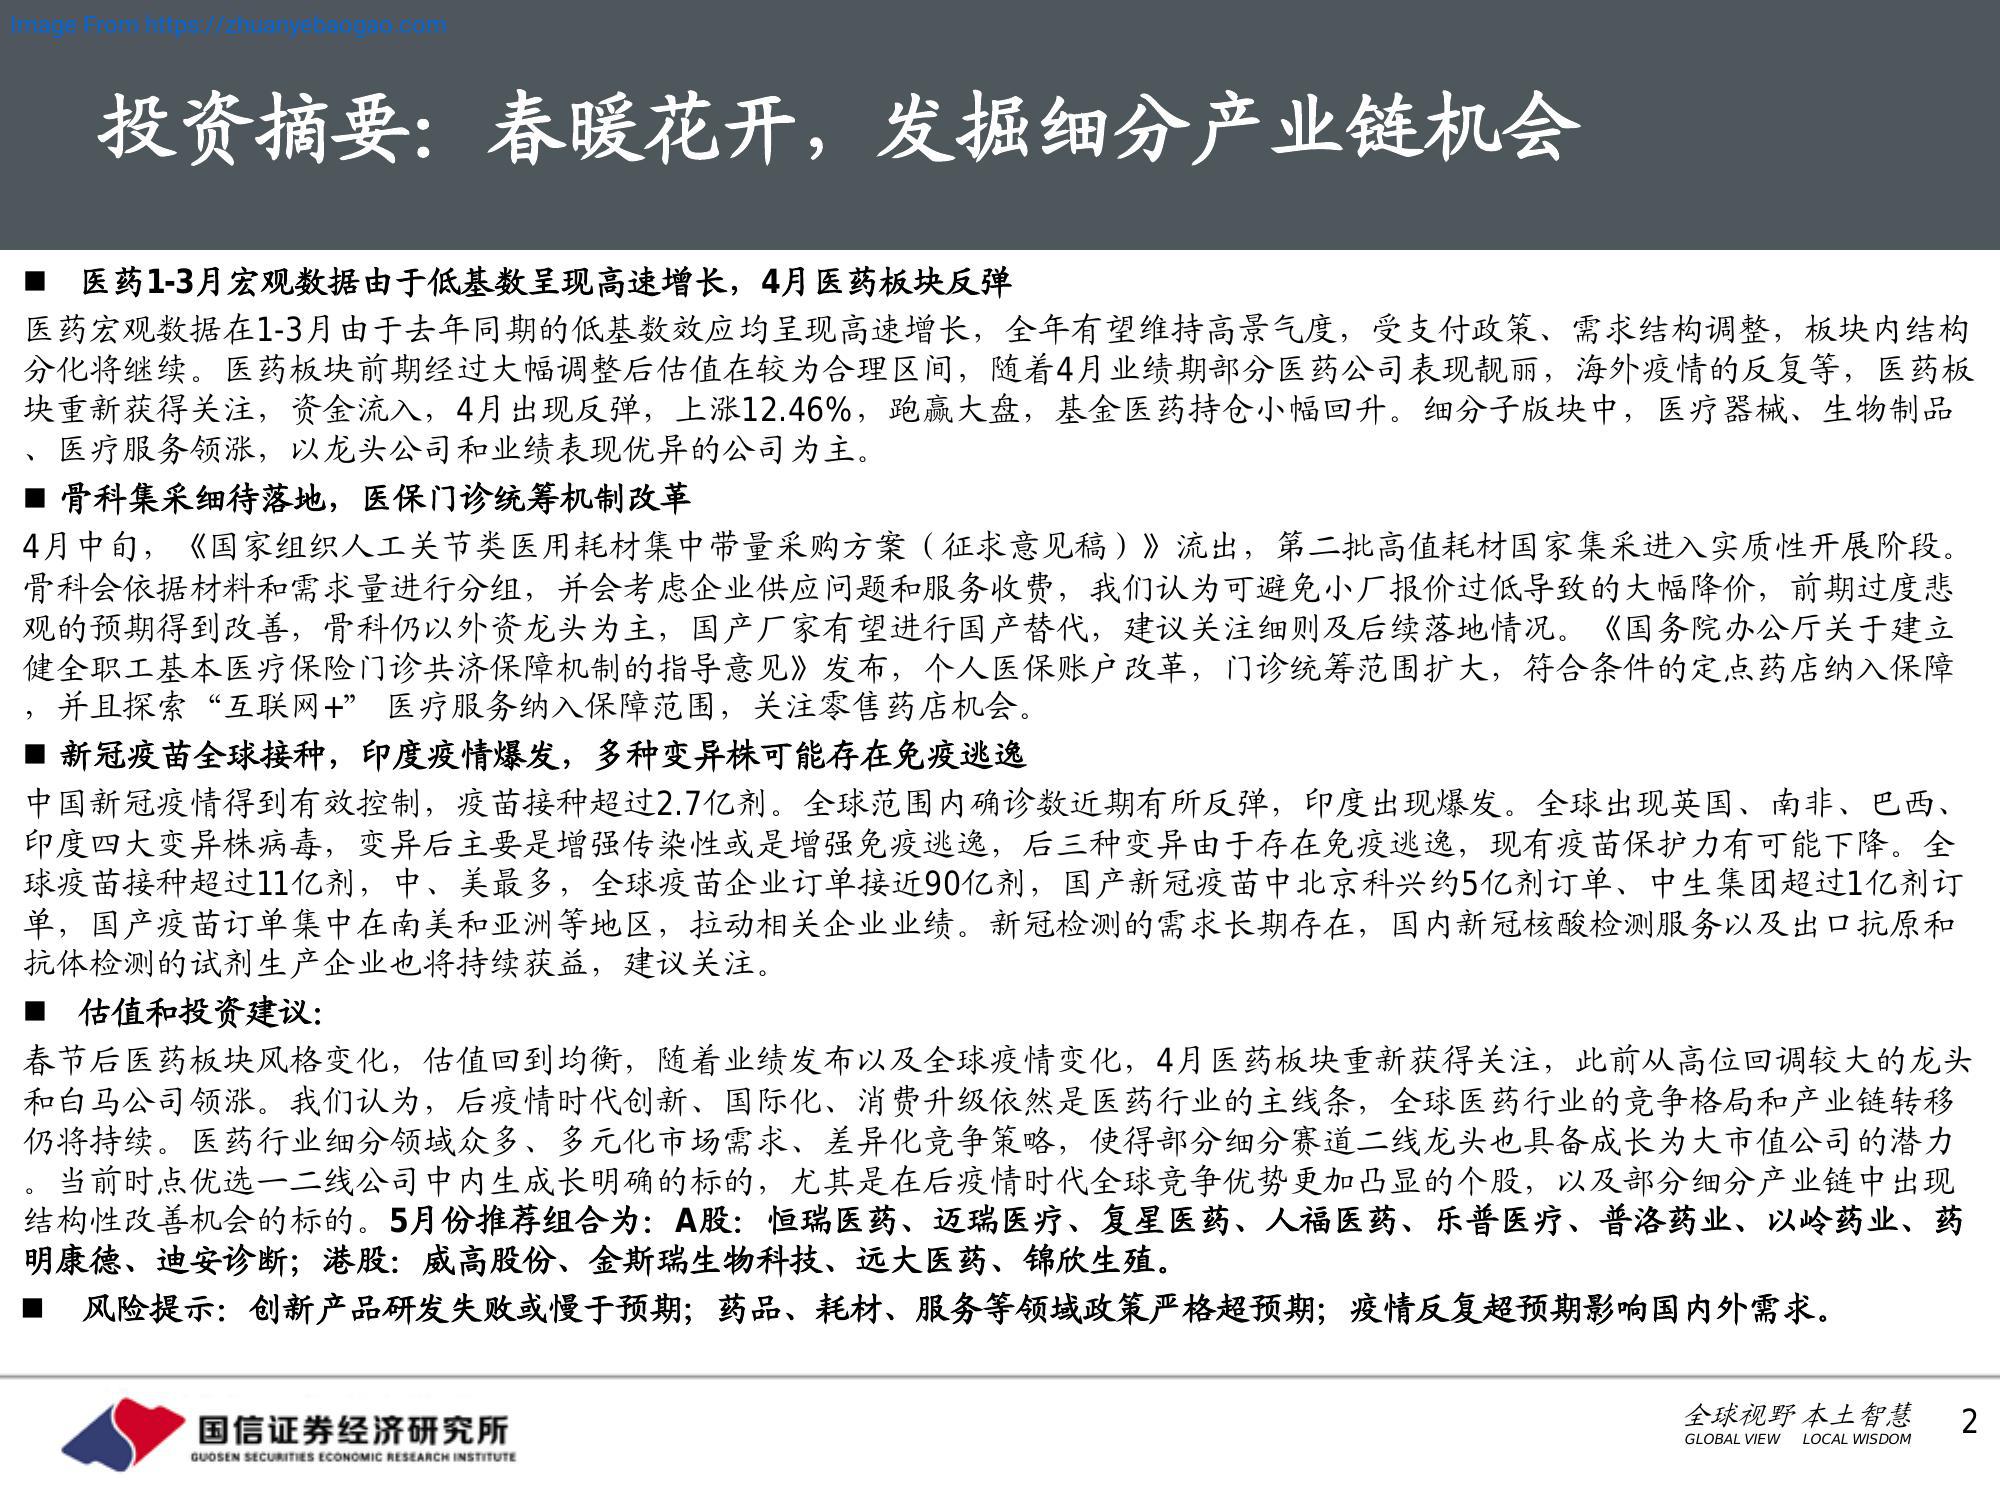 Image From https://zhuanyebaogao.com
投资摘要：春暖花开，发掘细分产业链机会
■ 医药1-3月宏观数据由于低基数呈现高速增长，4月医药板块反弹
医药宏观数据在1-3月由于去年同期的低基数效应均呈现高速增长，全年有望维持高景气度，受支付政策、需求结构调整，板块内结构
分化将继续。医药板块前期经过大幅调整后估值在较为合理区间，随着4月业绩期部分医药公司表现靓丽，海外疫情的反复等，医药板
块重新获得关注，资金流入，4月出现反弹，上涨12.46%，跑赢大盘，基金医药持仓小幅回升。细分子版块中，医疗器械、生物制品
、医疗服务领涨，以龙头公司和业绩表现优异的公司为主。
■ 骨科集采细待落地，医保门诊统筹机制改革
4月中旬，《国家组织人工关节类医用耗材集中带量采购方案（征求意见稿）》流出，第二批高值耗材国家集采进入实质性开展阶段。
骨科会依据材料和需求量进行分组，并会考虑企业供应问题和服务收费，我们认为可避免小厂报价过低导致的大幅降价，前期过度悲
观的预期得到改善，骨科仍以外资龙头为主，国产厂家有望进行国产替代，建议关注细则及后续落地情况。《国务院办公厅关于建立
健全职工基本医疗保险门诊共济保障机制的指导意见》发布，个人医保账户改革，门诊统筹范围扩大，符合条件的定点药店纳入保障
，并且探索“互联网+” 医疗服务纳入保障范围，关注零售药店机会。
■ 新冠疫苗全球接种，印度疫情爆发，多种变异株可能存在免疫逃逸
中国新冠疫情得到有效控制，疫苗接种超过2.7亿剂。全球范围内确诊数近期有所反弹，印度出现爆发。全球出现英国、南非、巴西、
印度四大变异株病毒，变异后主要是增强传染性或是增强免疫逃逸，后三种变异由于存在免疫逃逸，现有疫苗保护力有可能下降。全
球疫苗接种超过11亿剂，中、美最多，全球疫苗企业订单接近90亿剂，国产新冠疫苗中北京科兴约5亿剂订单、中生集团超过1亿剂订
单，国产疫苗订单集中在南美和亚洲等地区，拉动相关企业业绩。新冠检测的需求长期存在，国内新冠核酸检测服务以及出口抗原和
抗体检测的试剂生产企业也将持续获益，建议关注。
■ 估值和投资建议：
春节后医药板块风格变化，估值回到均衡，随着业绩发布以及全球疫情变化，4月医药板块重新获得关注，此前从高位回调较大的龙头
和白马公司领涨。我们认为，后疫情时代创新、国际化、消费升级依然是医药行业的主线条，全球医药行业的竞争格局和产业链转移
仍将持续。医药行业细分领域众多、多元化市场需求、差异化竞争策略，使得部分细分赛道二线龙头也具备成长为大市值公司的潜力
。当前时点优选一二线公司中内生成长明确的标的，尤其是在后疫情时代全球竞争优势更加凸显的个股，以及部分细分产业链中出现
结构性改善机会的标的。5月份推荐组合为：A股：恒瑞医药、迈瑞医疗、复星医药、人福医药、乐普医疗、普洛药业、以岭药业、药
明康德、迪安诊断；港股：威高股份、金斯瑞生物科技、远大医药、锦欣生殖。
■ 风险提示：创新产品研发失败或慢于预期；药品、耗材、服务等领域政策严格超预期；疫情反复超预期影响国内外需求。
国信证券经济研究所
GUOSEN SECURITIES ECONOMIC RESEARCH INSTITUTE
全球视野 本土智慧
GLOBAL VIEW LOCAL WISDOM
2